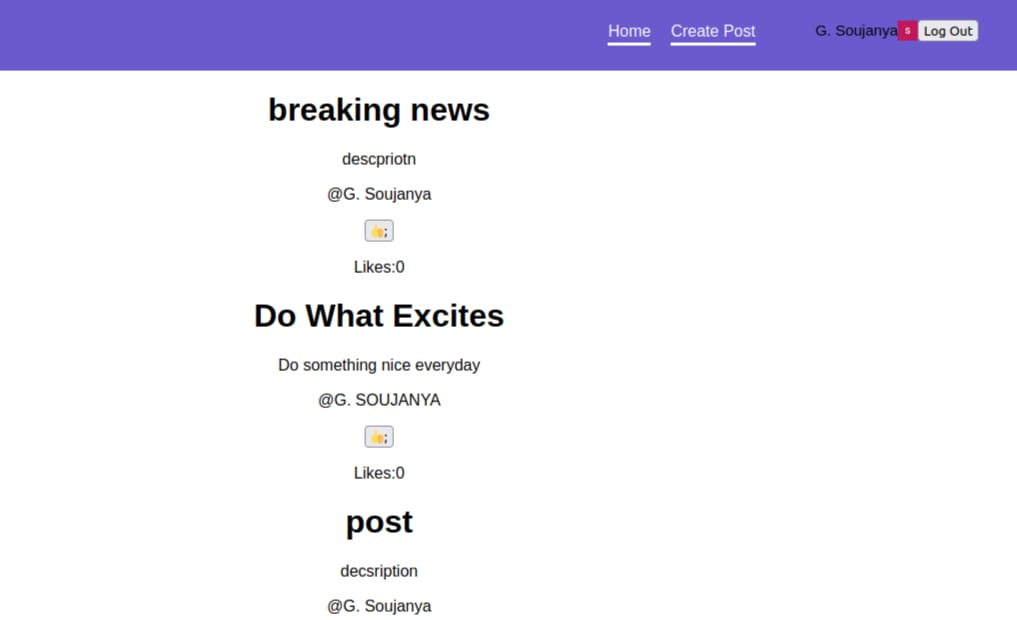 Home Create Post G. Soujanya s Log Out
breaking news
descpriotn
@G. Soujanya
👍;
Likes:0
Do What Excites
Do something nice everyday
@G. SOUJANYA
👍;
Likes:0
post
decsription
@G. Soujanya